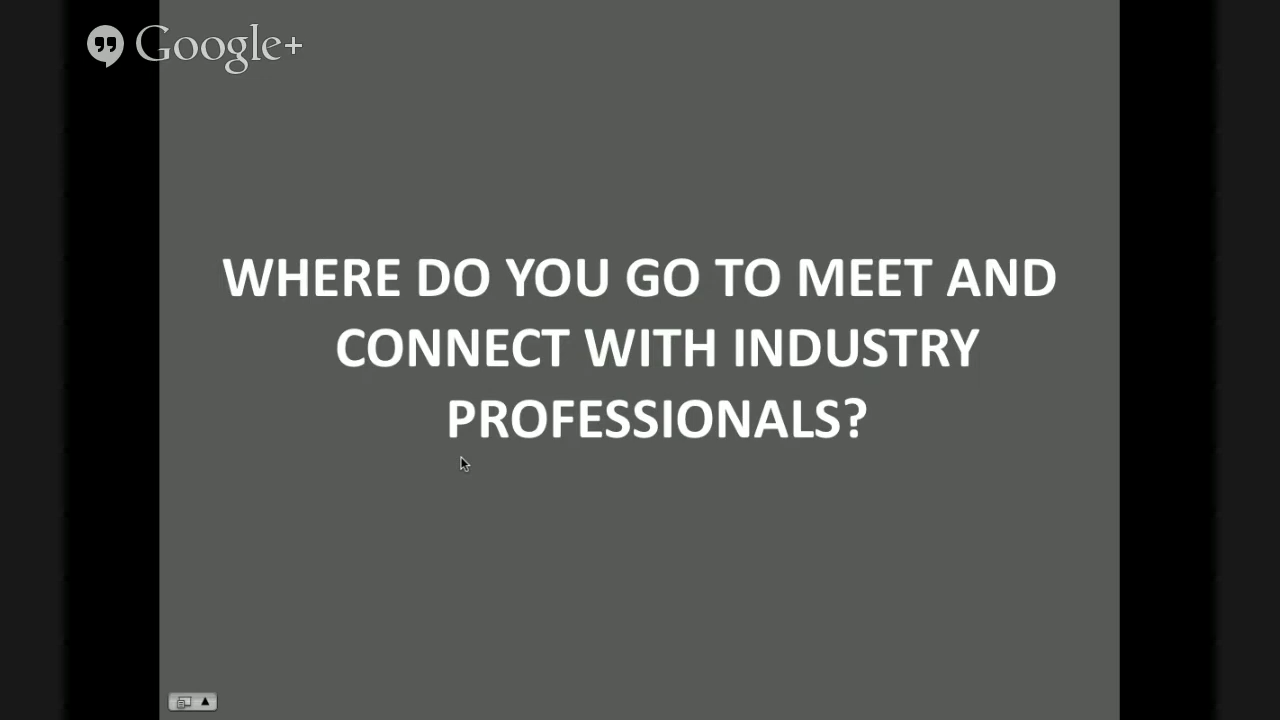 Google+
WHERE DO YOU GO TO MEET AND
CONNECT WITH INDUSTRY
PROFESSIONALS?